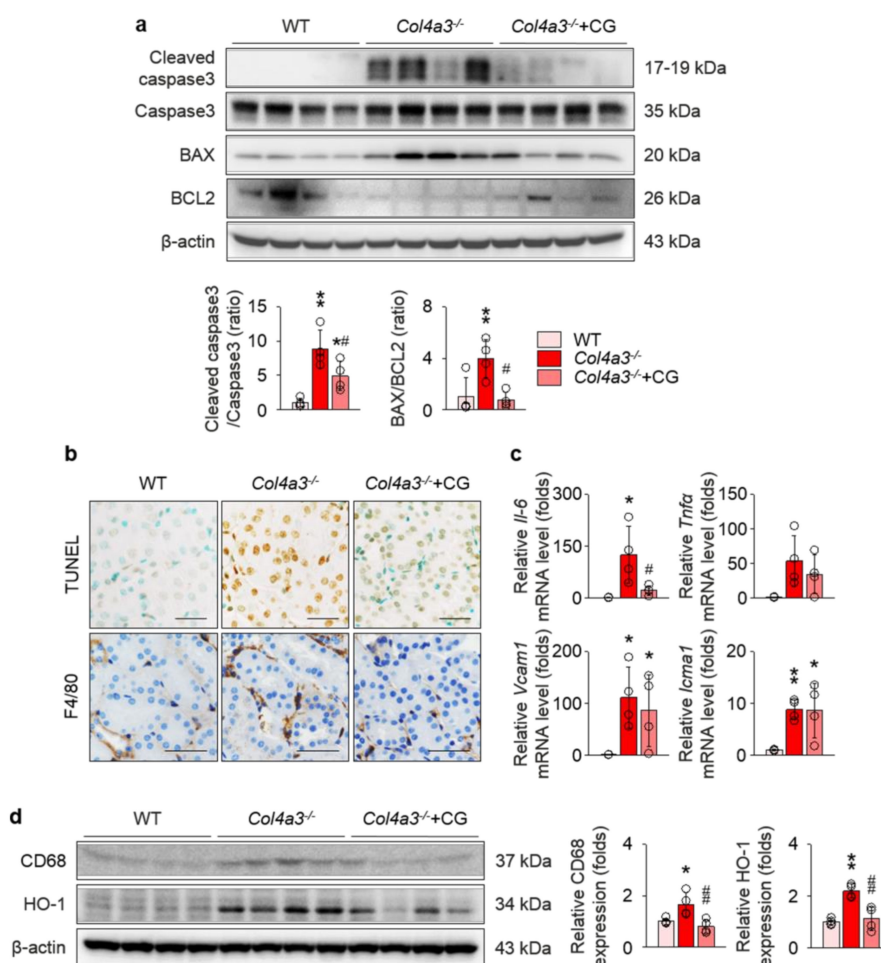 a
WT Col4a3-/- Col4a3-/-+CG
Cleaved
caspase3
17-19 kDa
Caspase3
35 kDa
BAX
20 kDa
BCL2
26 kDa
β-actin
43 kDa
Cleaved caspase3
/Caspase3 (ratio)
15
10
5
0
**
*#
BAX/BCL2 (ratio)
8
4
0
**
#
WT
Col4a3-/-
Col4a3-/-+CG
b
WT Col4a3-/- Col4a3-/-+CG
TUNEL
F4/80
c
Relative Il-6
mRNA level (folds)
300
150
0
*
#
Relative Tnfα
mRNA level (folds)
150
100
50
0
Relative Vcam1
mRNA level (folds)
200
100
0
*
*
Relative Icma1
mRNA level (folds)
20
10
0
**
*
d
WT Col4a3-/- Col4a3-/-+CG
CD68
37 kDa
HO-1
34 kDa
β-actin
43 kDa
Relative CD68
expression (folds)
4
2
0
*
##
Relative HO-1
expression (folds)
4
2
0
**
##